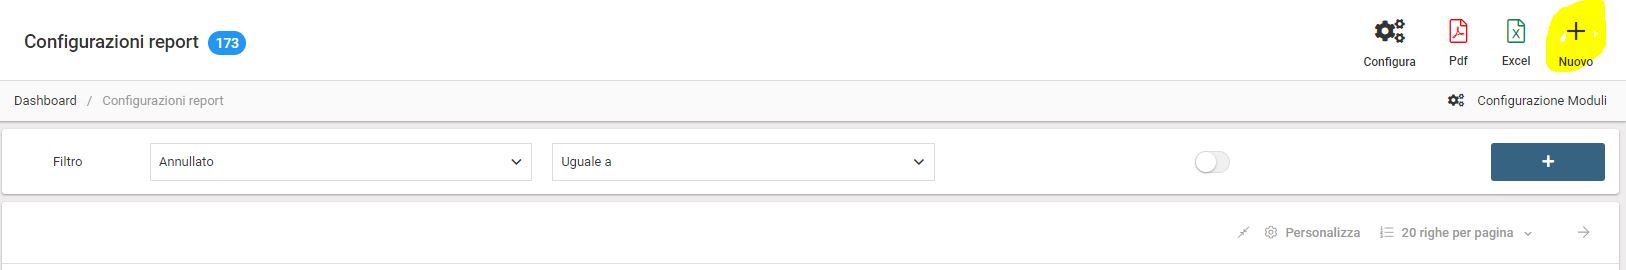 Configurazioni report 173
Configura Pdf Excel Nuovo
Dashboard / Configurazioni report
Configurazione Moduli
Filtro Annullato Uguale a
Personalizza 20 righe per pagina